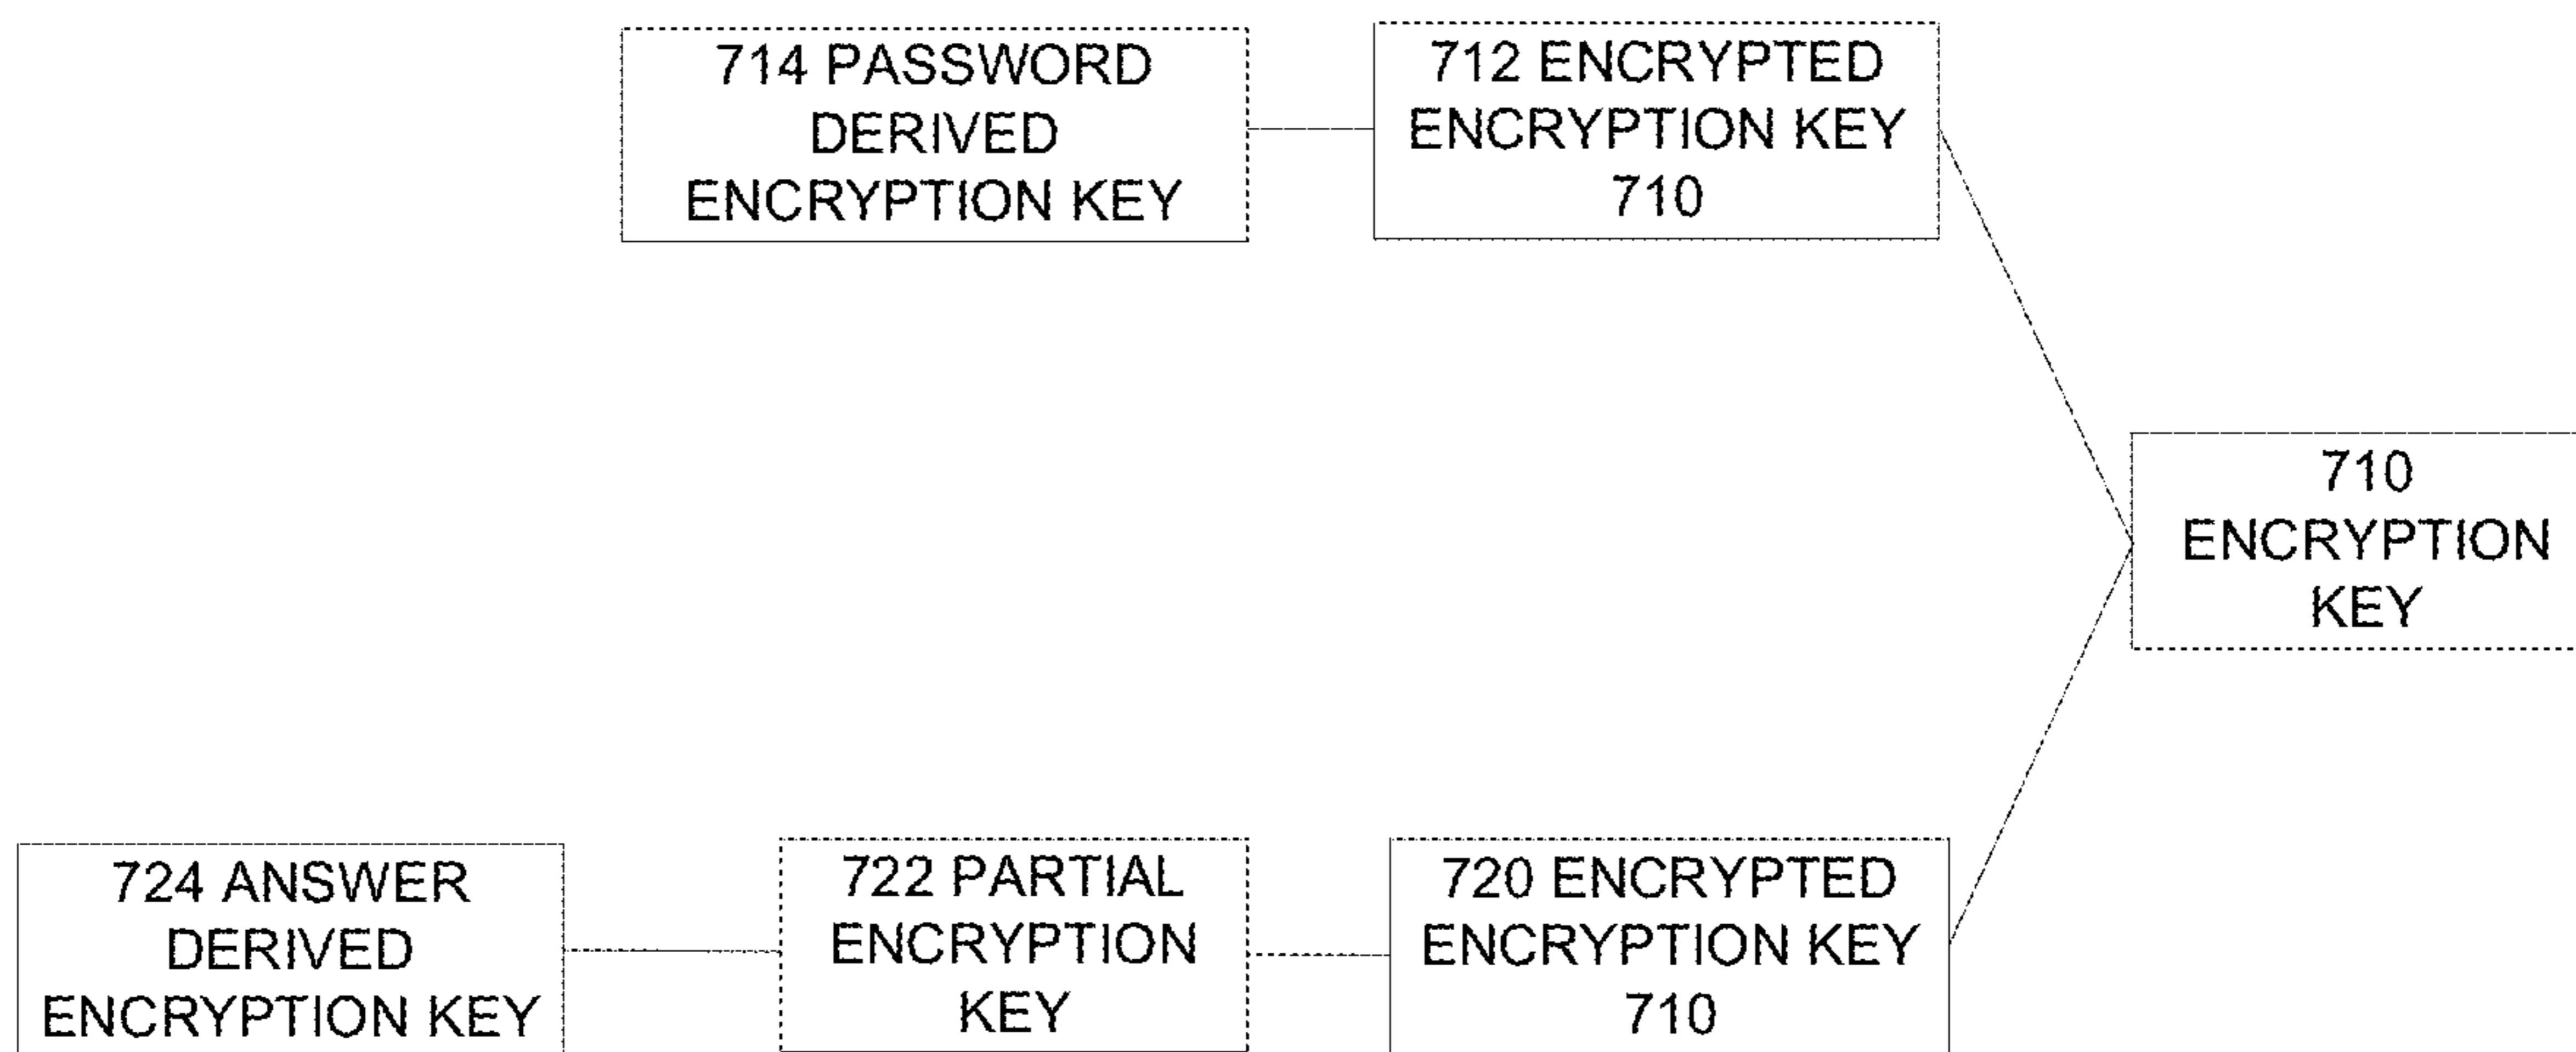 714 PASSWORD
DERIVED
ENCRYPTION KEY
712 ENCRYPTED
ENCRYPTION KEY
710
710
ENCRYPTION
KEY
724 ANSWER
DERIVED
ENCRYPTION KEY
722 PARTIAL
ENCRYPTION
KEY
720 ENCRYPTED
ENCRYPTION KEY
710